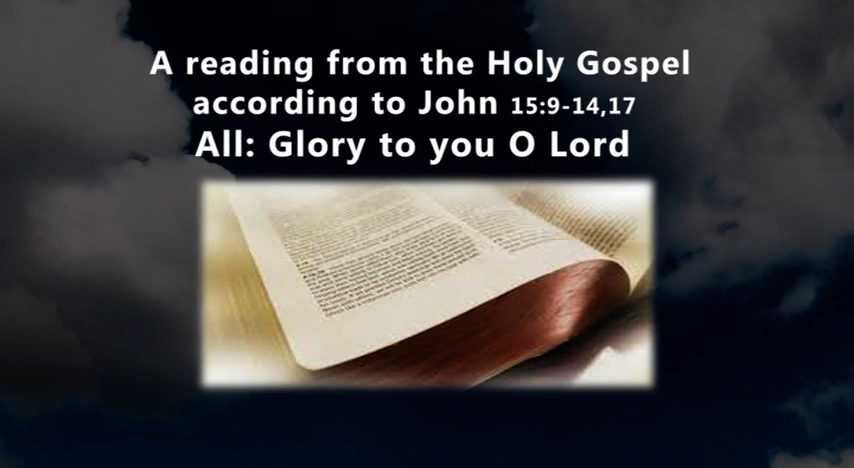 A reading from the Holy Gospel
according to John 15:9-14,17
All: Glory to you O Lord